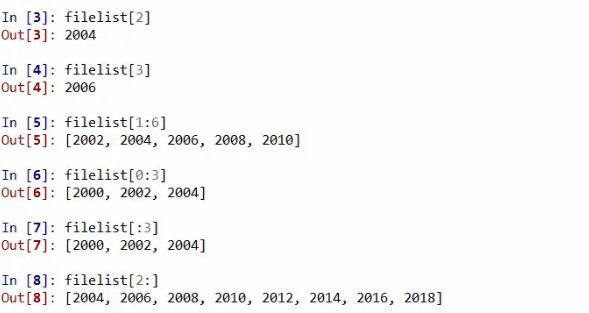 In [3]: filelist[2]
Out[3]: 2004
In [4]: filelist[3]
Out[4]: 2006
In [5]: filelist[1:6]
Out[5]: [2002, 2004, 2006, 2008, 2010]
In [6]: filelist[0:3]
Out[6]: [2000, 2002, 2004]
In [7]: filelist[:3]
Out[7]: [2000, 2002, 2004]
In [8]: filelist[2:]
Out[8]: [2004, 2006, 2008, 2010, 2012, 2014, 2016, 2018]